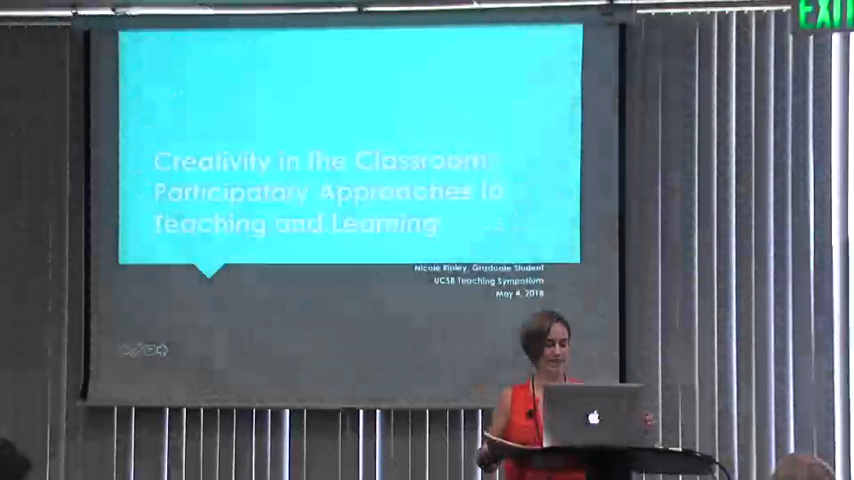 EXIT
Creativity in the Classroom:
Participatory Approaches to
Teaching and Learning
Nicole Ripley, Graduate Student
UCSB Teaching Symposium
May 4, 2018